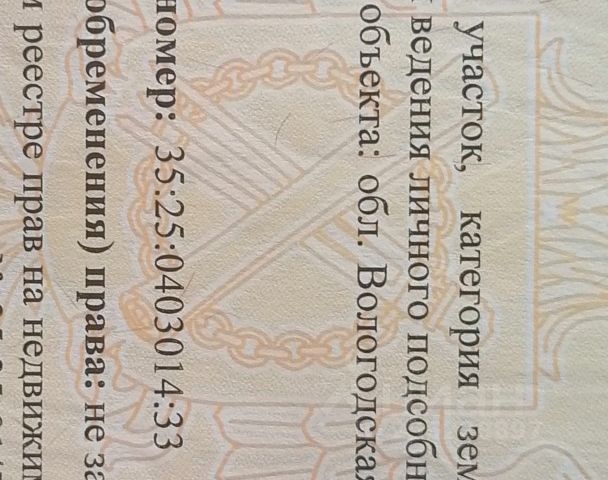 участок, категория зем
ведения личного подсобн
объекта: обл. Вологодская
номер: 35:25:0403014:33
обременения) права: не за
реестре прав на недвижим